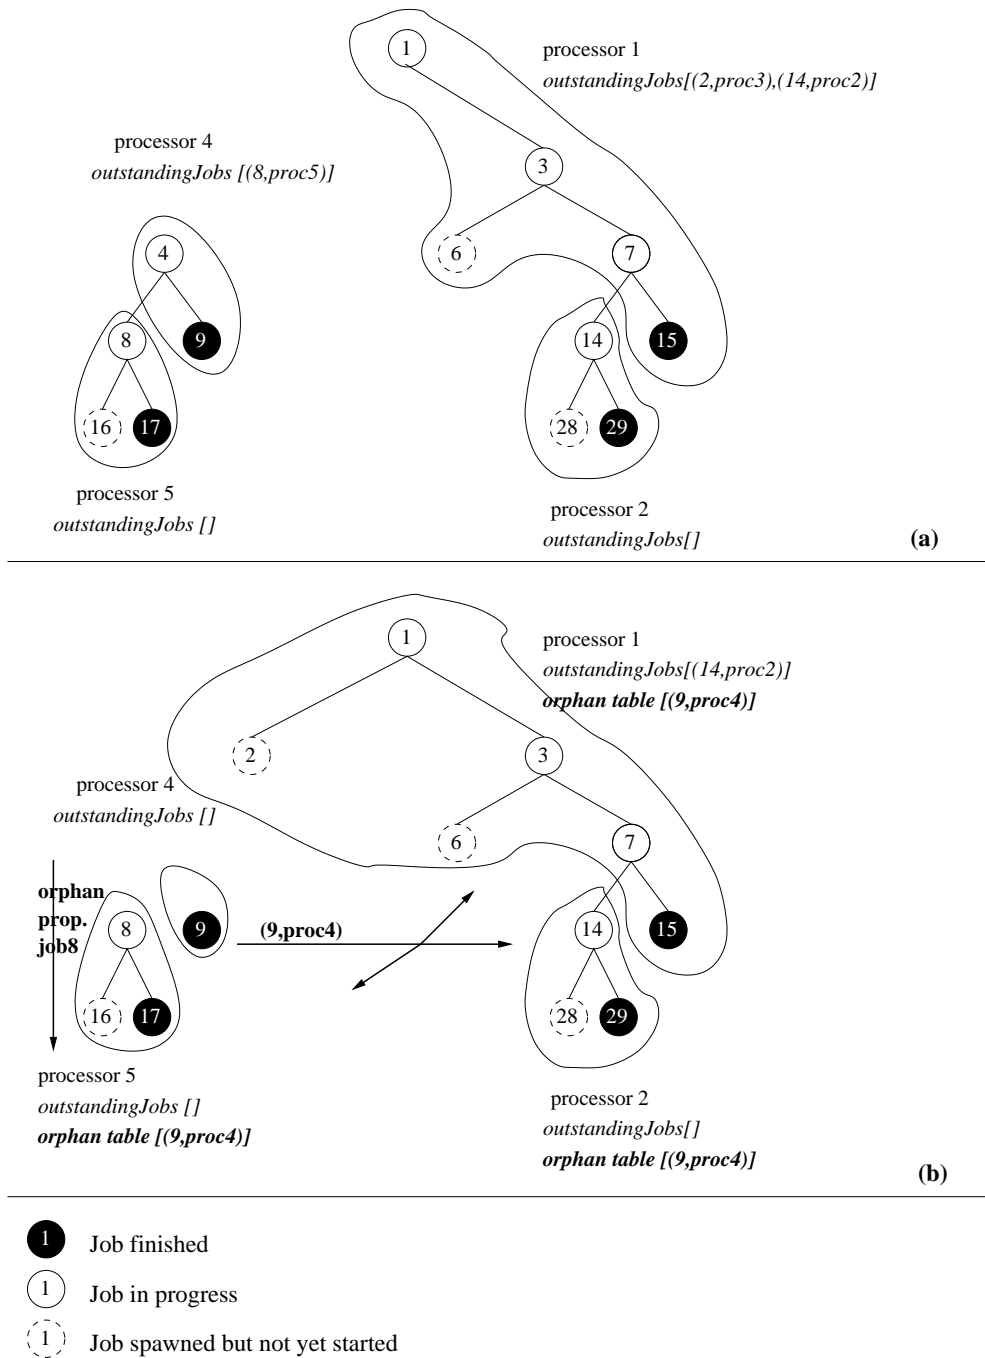 1
processor 1
outstandingJobs[(2,proc3),(14,proc2)]
processor 4
outstandingJobs [(8,proc5)]
3
4
6
7
8
9
14
15
16
17
28
29
processor 5
outstandingJobs []
processor 2
outstandingJobs[]
(a)
1
processor 1
outstandingJobs[(14,proc2)]
orphan table [(9,proc4)]
2
3
processor 4
outstandingJobs []
6
7
orphan
prop.
job8
8
9
(9,proc4)
14
15
16
17
28
29
processor 5
outstandingJobs []
orphan table [(9,proc4)]
processor 2
outstandingJobs[]
orphan table [(9,proc4)]
(b)
1 Job finished
1 Job in progress
1 Job spawned but not yet started